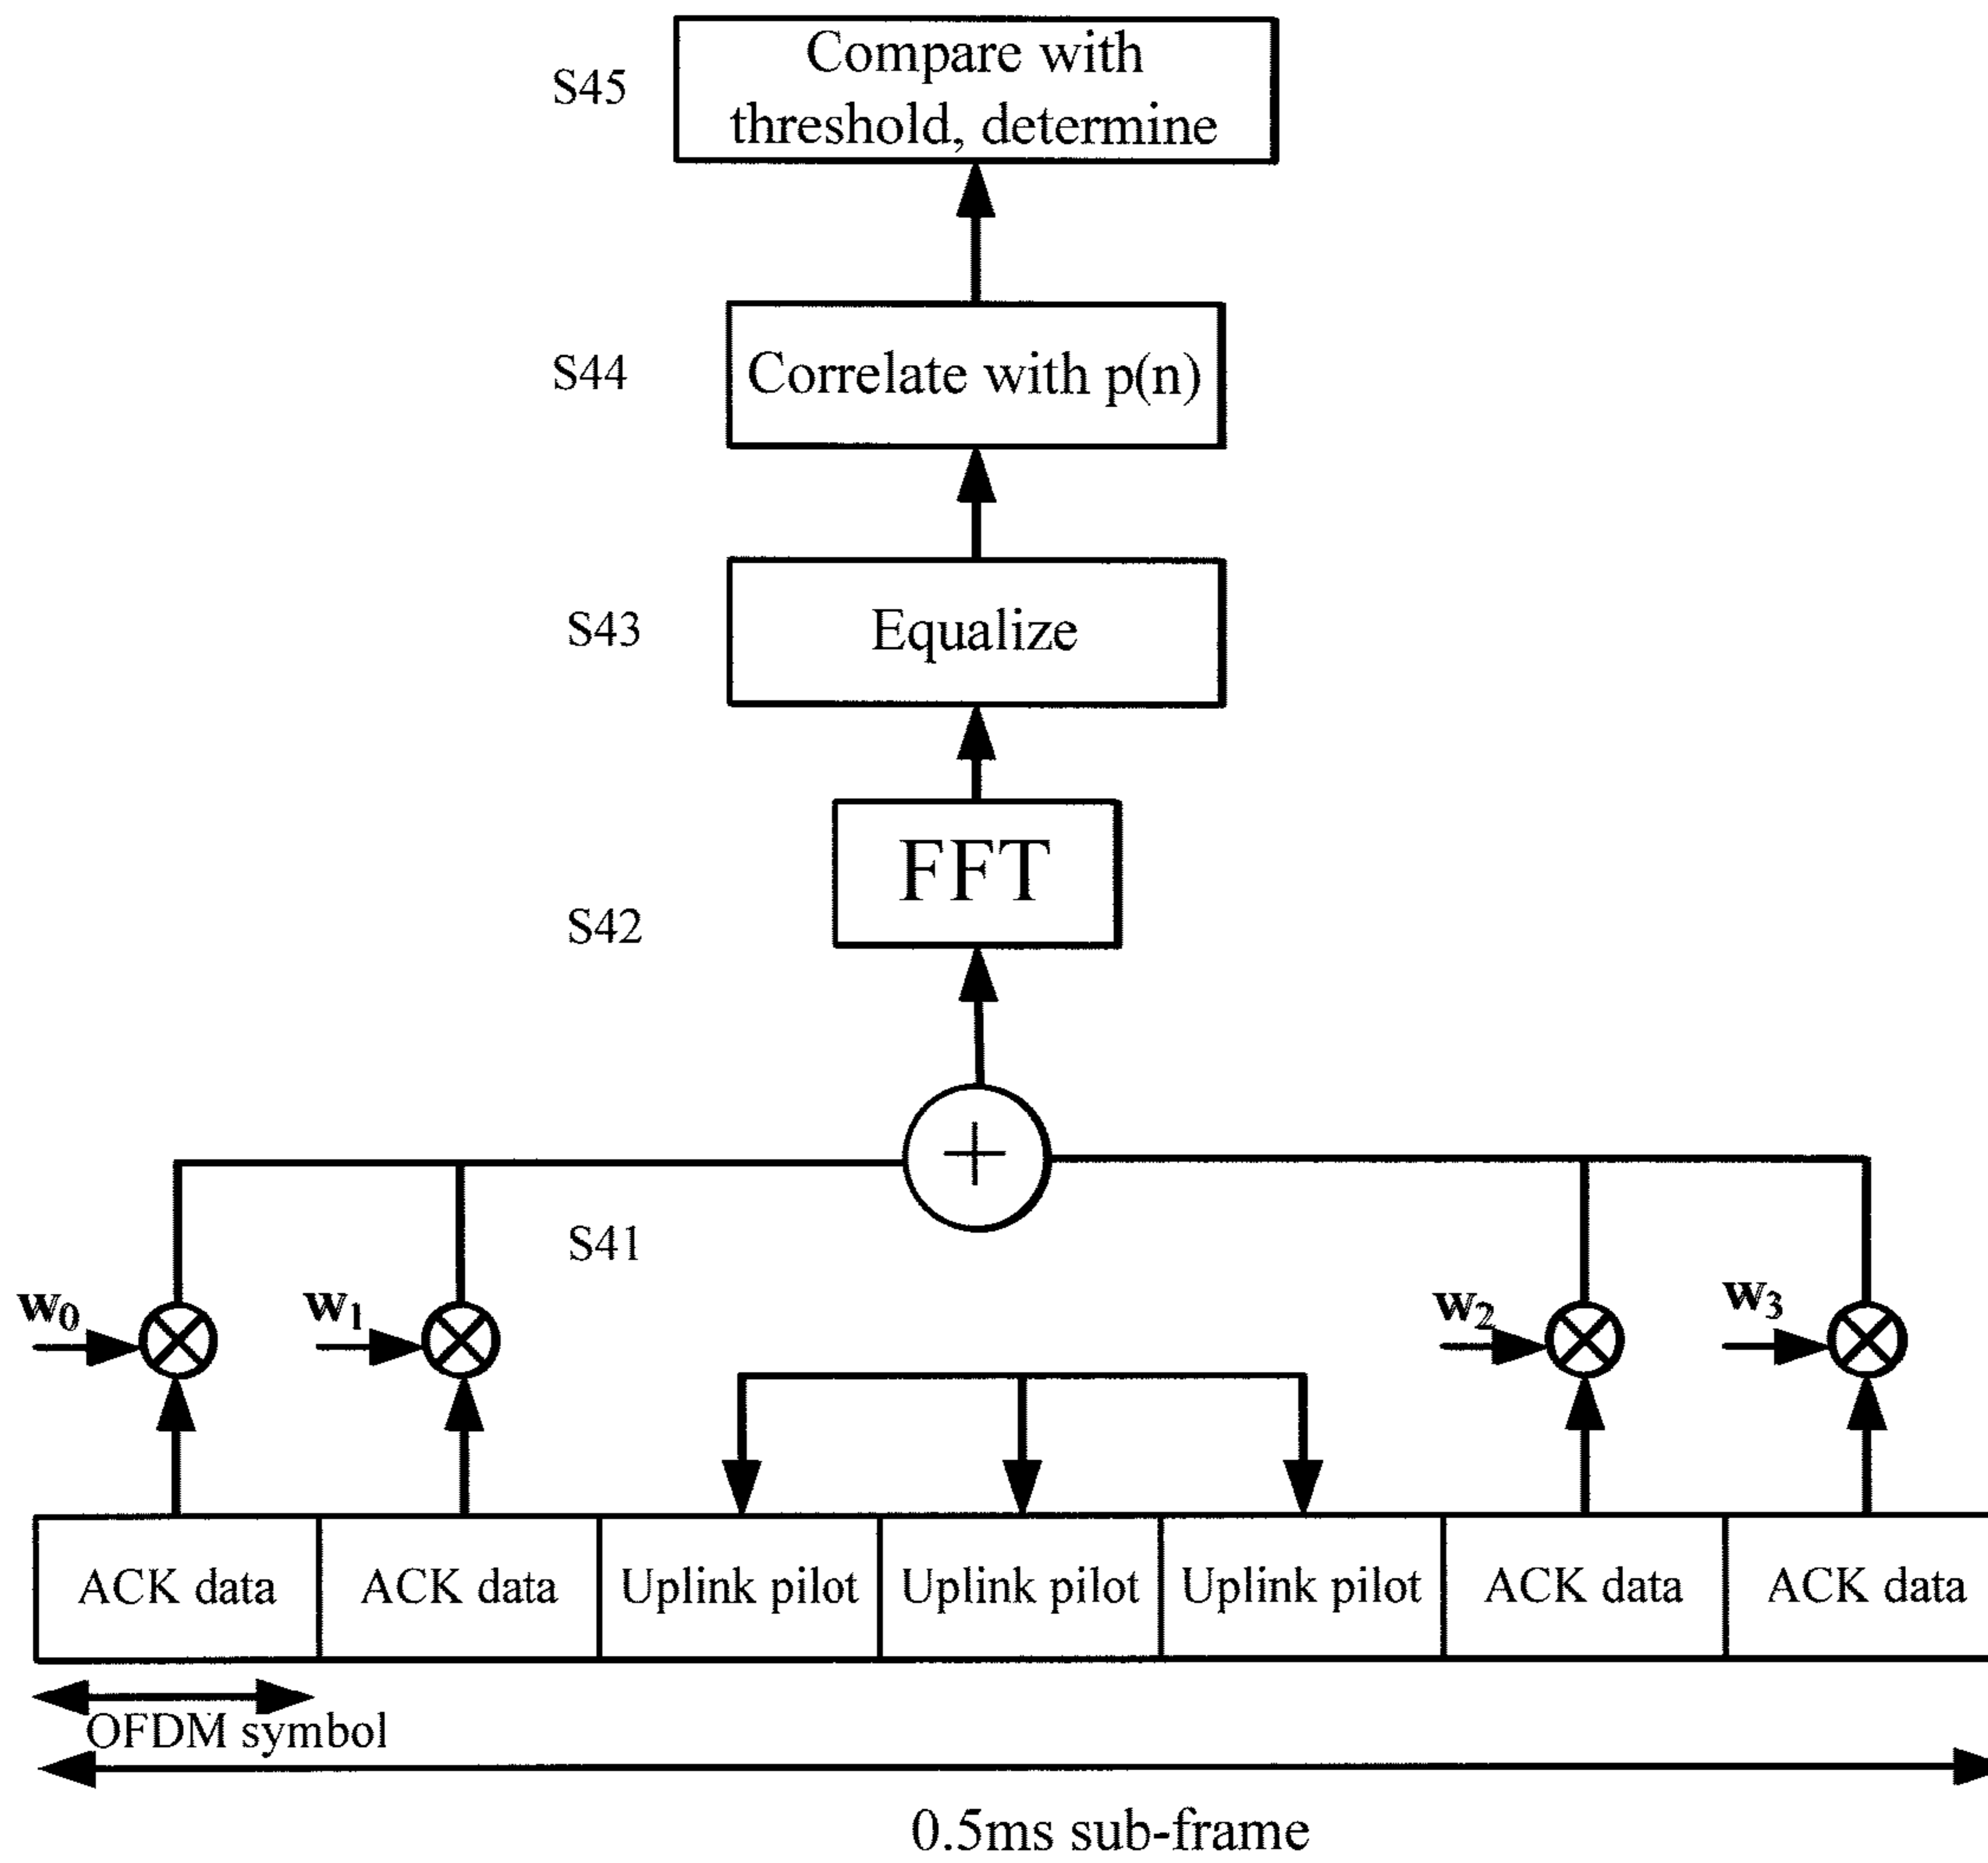 S45
Compare with
threshold, determine
S44
Correlate with p(n)
S43
Equalize
S42
FFT
+
S41
w0
w1
w2
w3
ACK data
ACK data
Uplink pilot
Uplink pilot
Uplink pilot
ACK data
ACK data
OFDM symbol
0.5ms sub-frame